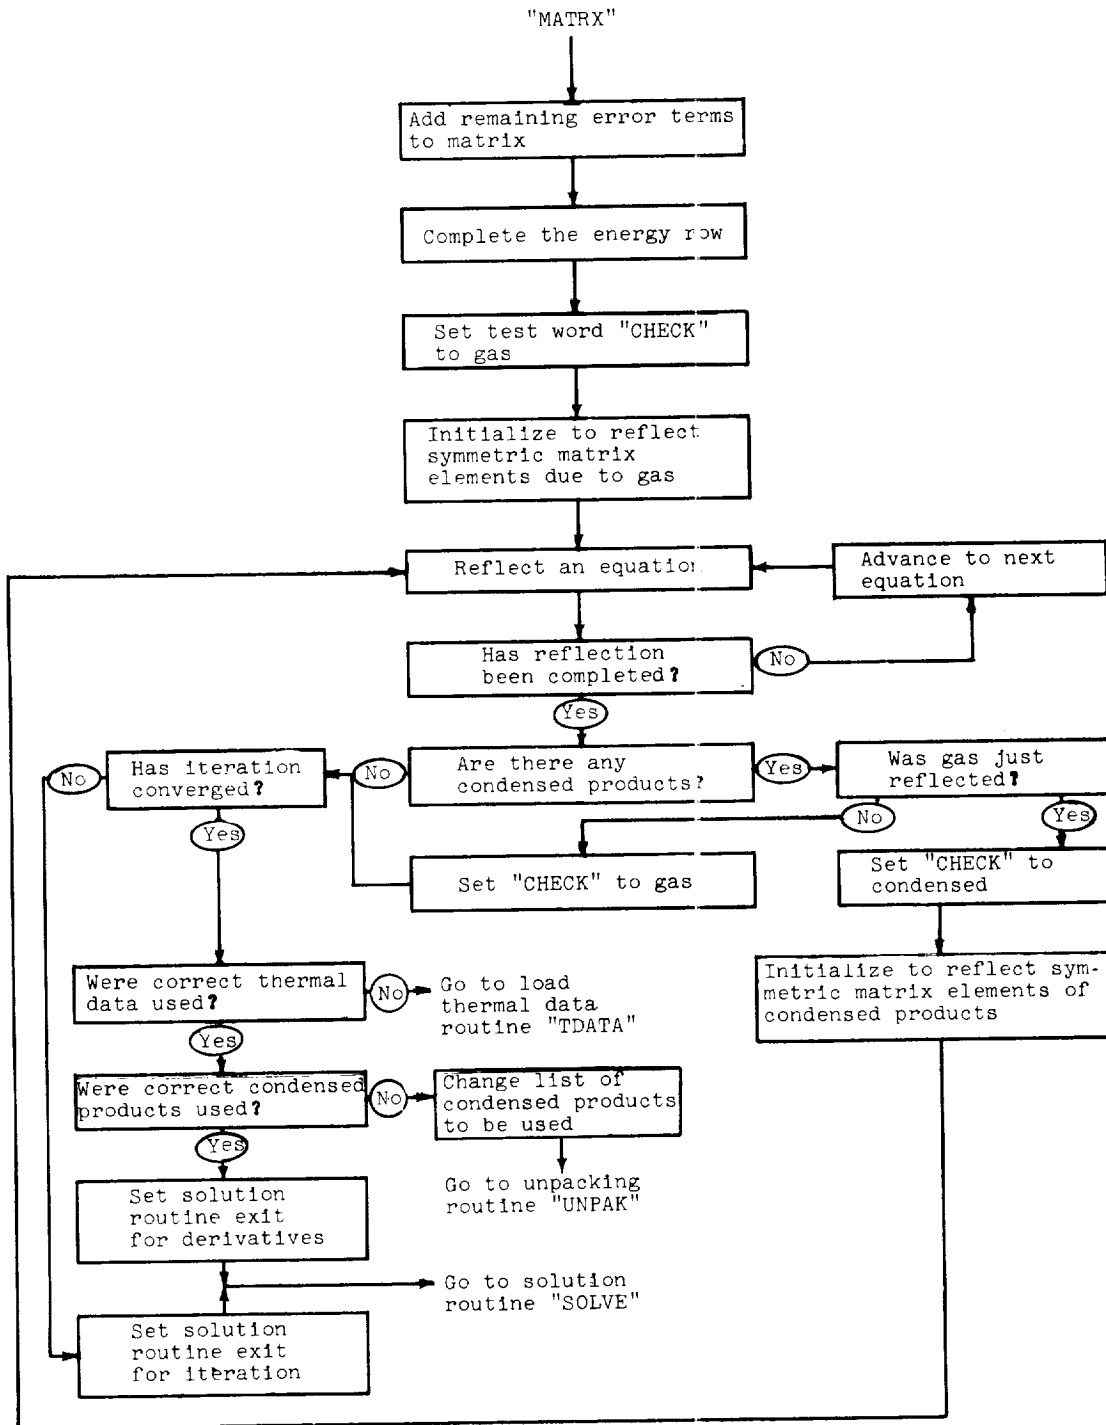 "MATRX"
Add remaining error terms
to matrix
Complete the energy row
Set test word "CHECK"
to gas
Initialize to reflect
symmetric matrix
elements due to gas
Reflect an equation
Advance to next
equation
Has reflection
been completed?
No
Yes
No
Has iteration
converged?
No
Are there any
condensed products?
Yes
Was gas just
reflected?
Yes
No
Yes
Set "CHECK" to gas
Set "CHECK" to
condensed
Were correct thermal
data used?
No
Go to load
thermal data
routine "TDATA"
Initialize to reflect sym-
metric matrix elements of
condensed products
Yes
Were correct condensed
products used?
No
Change list of
condensed products
to be used
Yes
Go to unpacking
routine "UNPAK"
Set solution
routine exit
for derivatives
Go to solution
routine "SOLVE"
Set solution
routine exit
for iteration